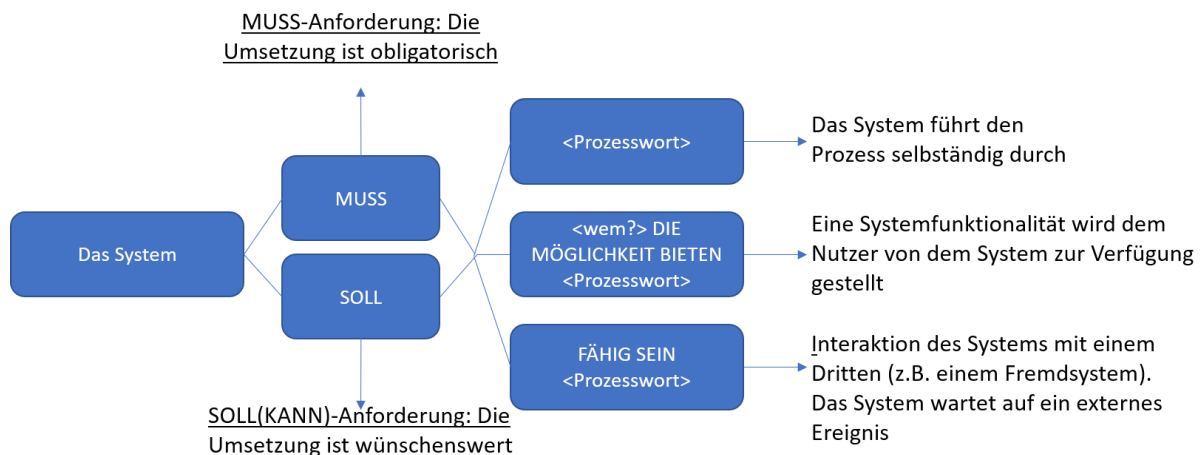 MUSS-Anforderung: Die
Umsetzung ist obligatorisch
Das System
MUSS
SOLL
SOLL(KANN)-Anforderung: Die
Umsetzung ist wünschenswert
<Prozesswort>
Das System führt den
Prozess selbständig durch
<wem?> DIE
MÖGLICHKEIT BIETEN
<Prozesswort>
Eine Systemfunktionalität wird dem
Nutzer von dem System zur Verfügung
gestellt
FÄHIG SEIN
<Prozesswort>
Interaktion des Systems mit einem
Dritten (z.B. einem Fremdsystem).
Das System wartet auf ein externes
Ereignis